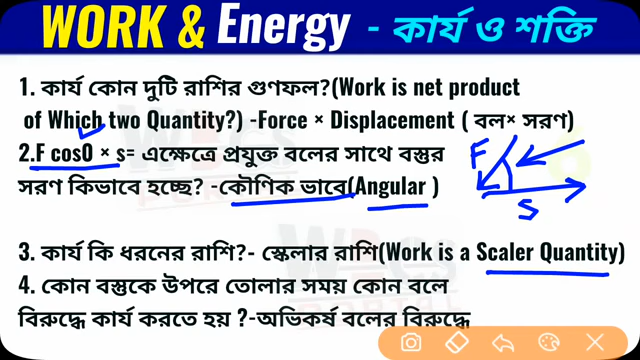 WORK & Energy - কার্য ও শক্তি
1. কার্য কোন দুটি রাশির গুণফল?(Work is net product
of Which two Quantity?) -Force × Displacement ( বল× সরণ)
2.F cosO × s= এক্ষেত্রে প্রযুক্ত বলের সাথে বস্তুর
সরণ কিভাবে হচ্ছে? -কৌণিক ভাবে(Angular )
F
S
3. কার্য কি ধরনের রাশি?- স্কেলার রাশি(Work is a Scaler Quantity)
4. কোন বস্তুকে উপরে তোলার সময় কোন বলে
বিরুদ্ধে কার্য করতে হয় ?-অভিকর্ষ বলের বিরুদ্ধে